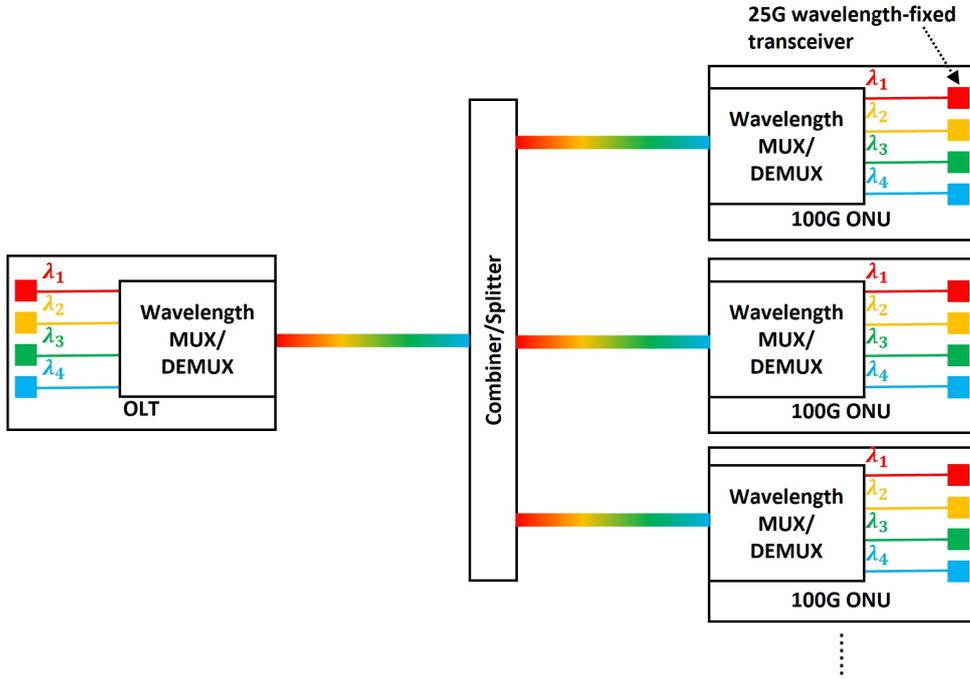 25G wavelength-fixed
transceiver
λ1
λ2
λ3
λ4
Wavelength
MUX/
DEMUX
100G ONU
λ1
λ2
λ3
λ4
Wavelength
MUX/
DEMUX
OLT
Combiner/Splitter
λ1
λ2
λ3
λ4
Wavelength
MUX/
DEMUX
100G ONU
λ1
λ2
λ3
λ4
Wavelength
MUX/
DEMUX
100G ONU